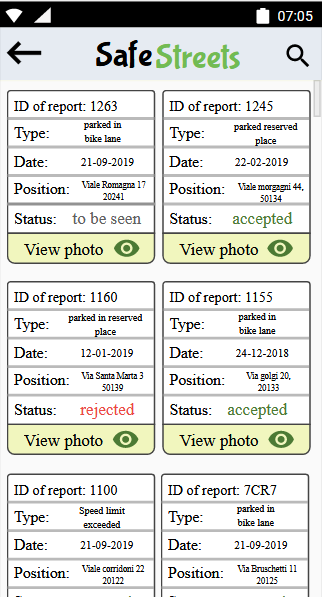 07:05
Safe Streets
ID of report: 1263
Type: parked in
bike lane
Date: 21-09-2019
Position: Viale Romagna 17
20241
Status: to be seen
View photo
ID of report: 1245
Type: parked reserved
place
Date: 22-02-2019
Position: Viale morgagni 44,
50134
Status: accepted
View photo
ID of report: 1160
Type: parked in reserved
place
Date: 12-01-2019
Position: Via Santa Marta 3
50139
Status: rejected
View photo
ID of report: 1155
Type: parked in
bike lane
Date: 24-12-2018
Position: Via golgi 20,
20133
Status: accepted
View photo
ID of report: 1100
Type: Speed limit
exceeded
Date: 21-09-2019
Position: Viale corridoni 22
20122
ID of report: 7CR7
Type: parked in
bike lane
Date: 21-09-2019
Position: Via Bruschetti 11
20125